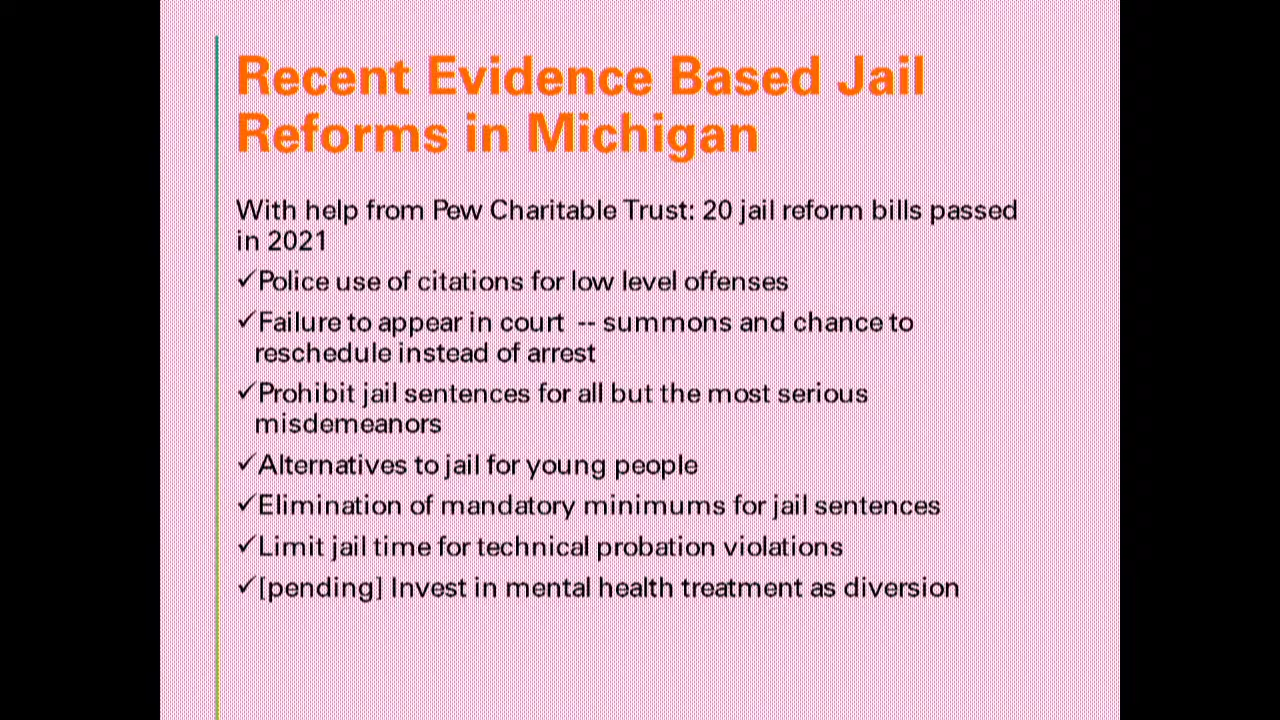 Recent Evidence Based Jail
Reforms in Michigan
With help from Pew Charitable Trust: 20 jail reform bills passed
in 2021
✓Police use of citations for low level offenses
✓Failure to appear in court -- summons and chance to
reschedule instead of arrest
✓Prohibit jail sentences for all but the most serious
misdemeanors
✓Alternatives to jail for young people
✓Elimination of mandatory minimums for jail sentences
✓Limit jail time for technical probation violations
✓[pending] Invest in mental health treatment as diversion